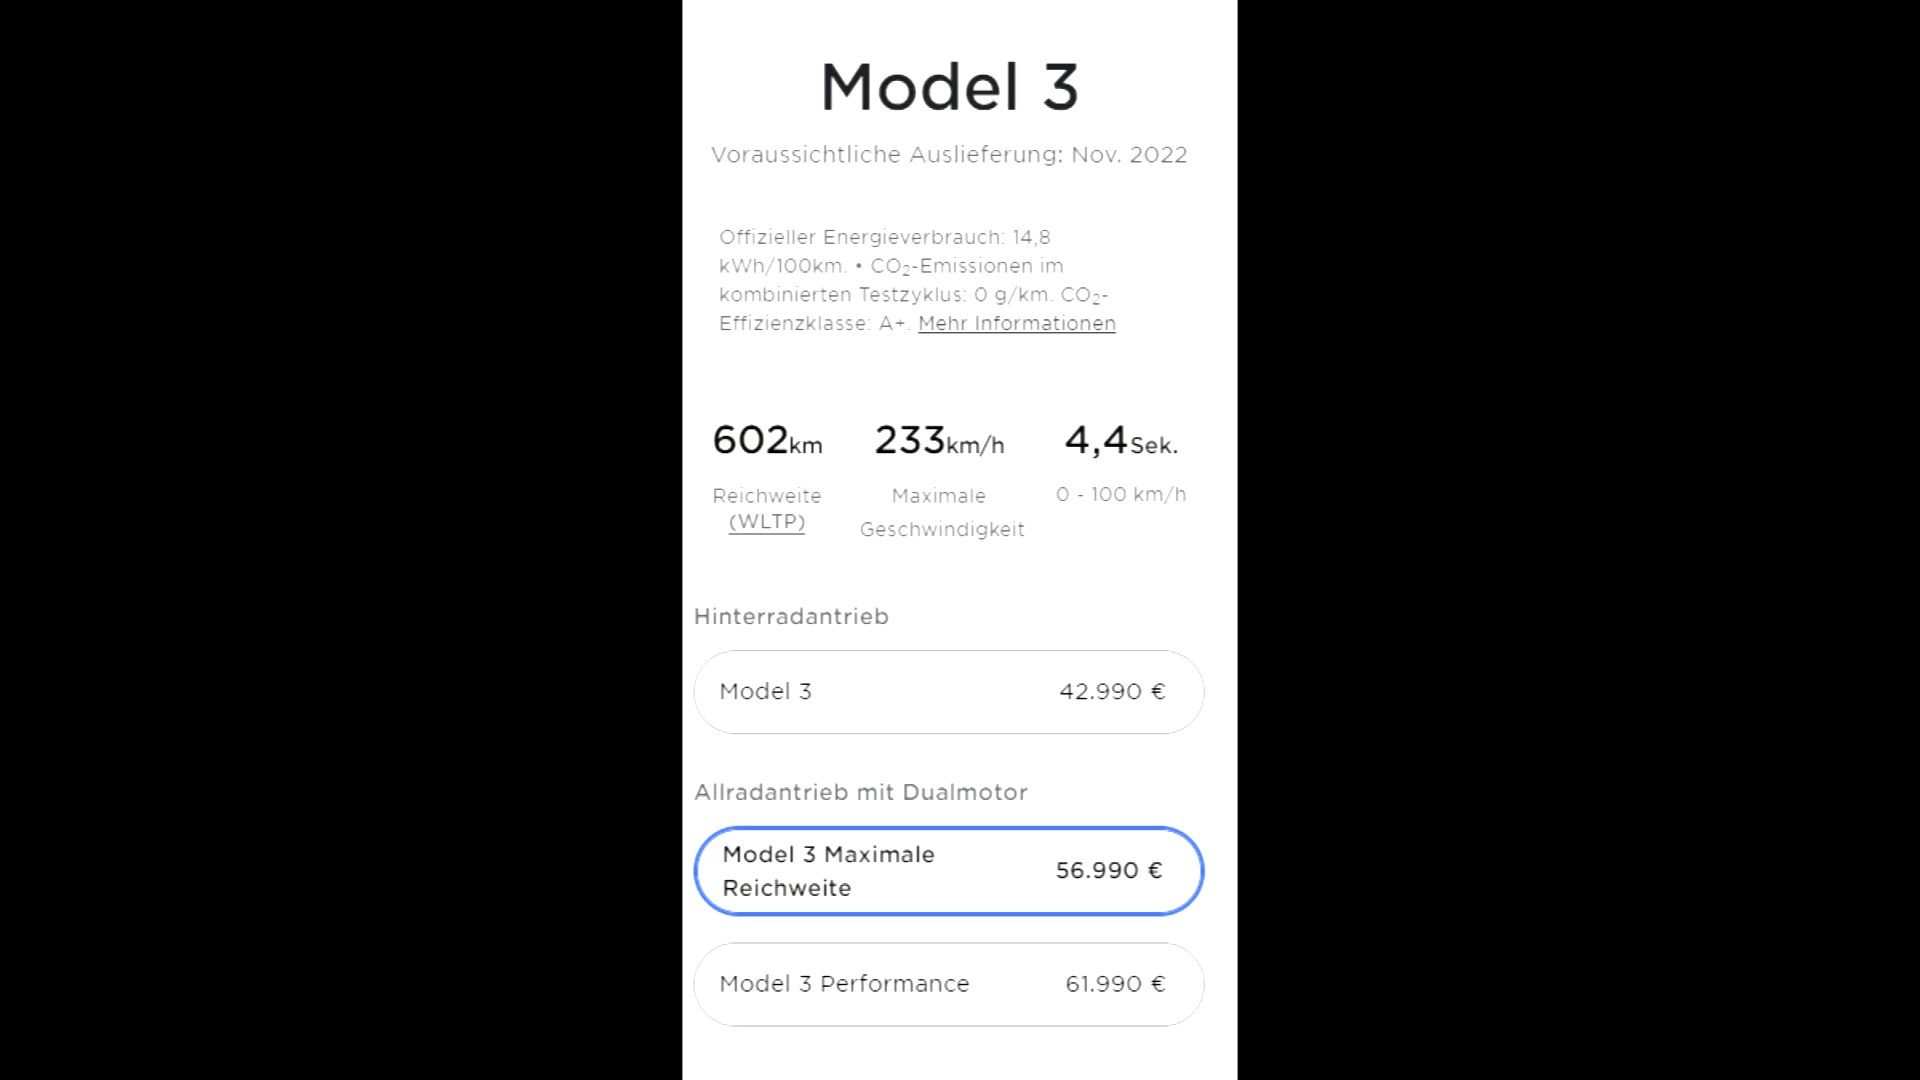 Model 3
Voraussichtliche Auslieferung: Nov. 2022
Offizieller Energieverbrauch: 14,8
kWh/100km. • CO₂-Emissionen im
kombinierten Testzyklus: 0 g/km. CO₂-
Effizienzklasse: A+. Mehr Informationen
602km 233km/h 4,4Sek.
Reichweite Maximale 0 - 100 km/h
(WLTP) Geschwindigkeit
Hinterradantrieb
Model 3 42.990 €
Allradantrieb mit Dualmotor
Model 3 Maximale
Reichweite 56.990 €
Model 3 Performance 61.990 €